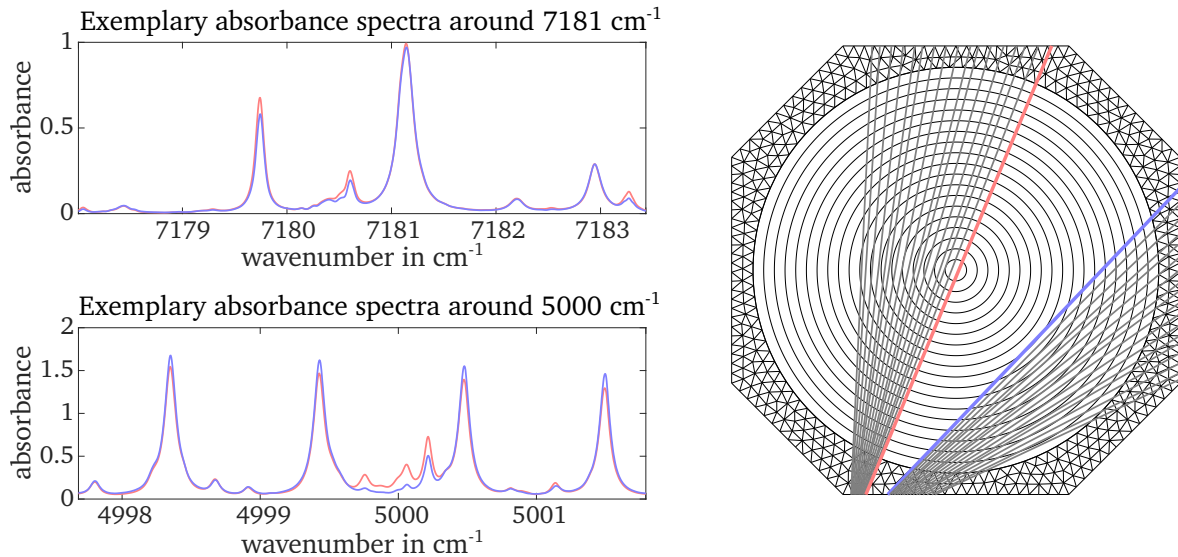 Exemplary absorbance spectra around 7181 cm⁻¹
1
0.5
0
absorbance
7179 7180 7181 7182 7183
wavenumber in cm⁻¹
Exemplary absorbance spectra around 5000 cm⁻¹
2
1.5
1
0.5
0
absorbance
4998 4999 5000 5001
wavenumber in cm⁻¹